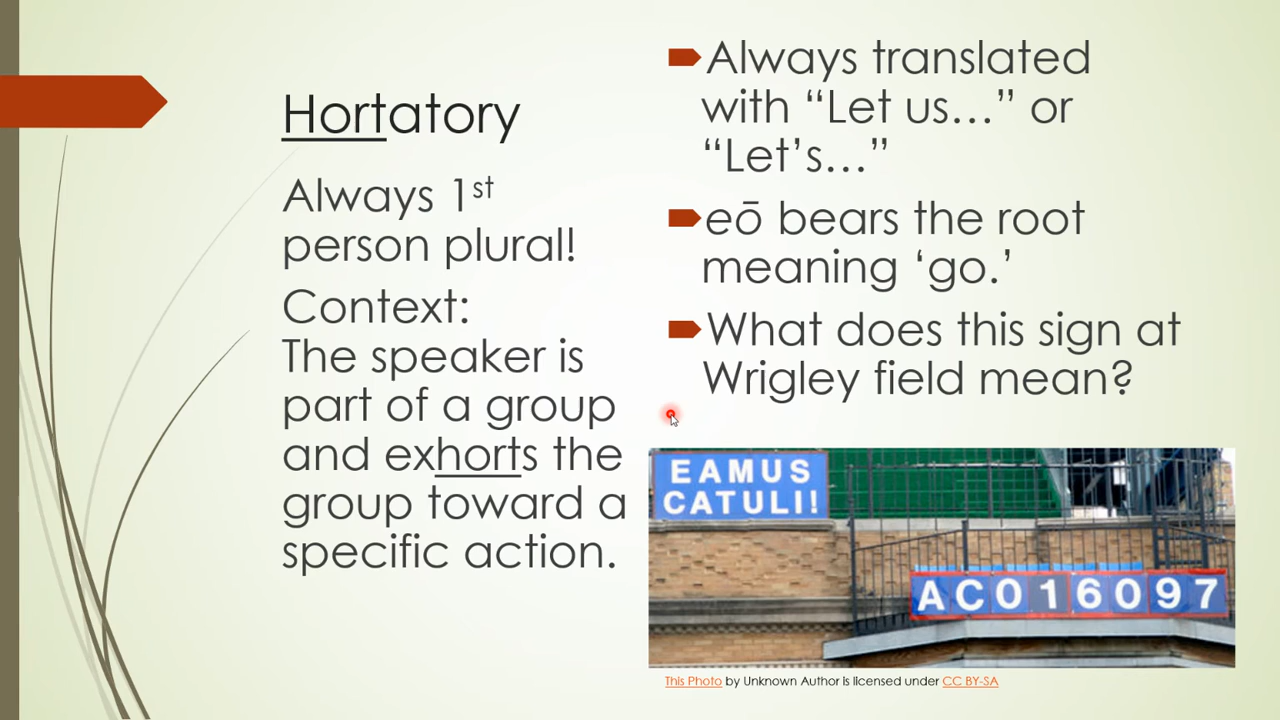 Hortatory
Always 1st
person plural!
Context:
The speaker is
part of a group
and exhorts the
group toward a
specific action.
Always translated
with “Let us…” or
“Let’s…”
eō bears the root
meaning ‘go.’
What does this sign at
Wrigley field mean?
EAMUS
CATULI!
AC016097
This Photo by Unknown Author is licensed under CC BY-SA